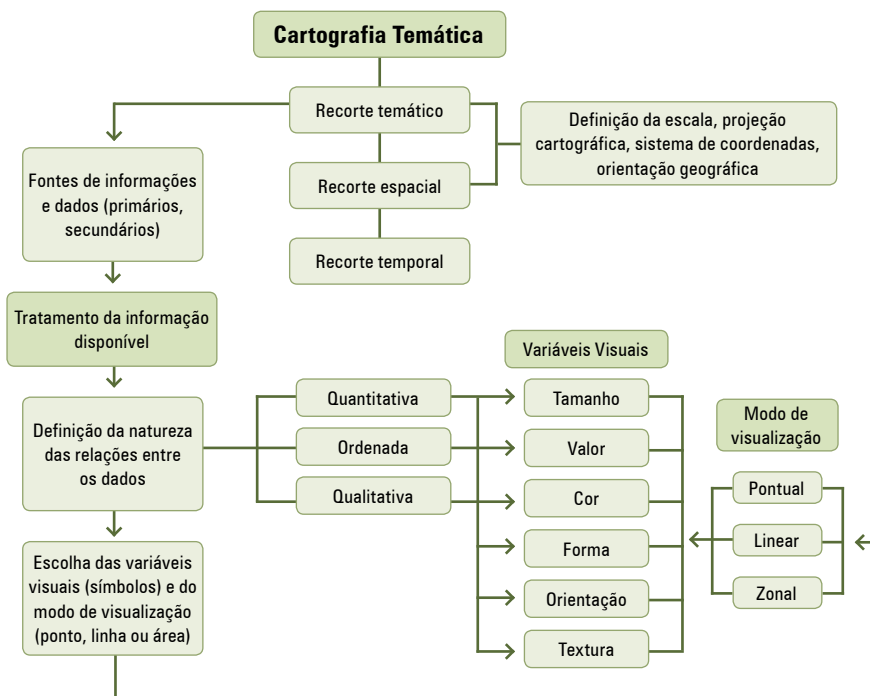 Cartografia Temática
Recorte temático
Definição da escala, projeção
cartográfica, sistema de coordenadas,
orientação geográfica
Recorte espacial
Recorte temporal
Fontes de informações
e dados (primários,
secundários)
Tratamento da informação
disponível
Definição da natureza
das relações entre
os dados
Escolha das variáveis
visuais (símbolos) e do
modo de visualização
(ponto, linha ou área)
Quantitativa
Ordenada
Qualitativa
Variáveis Visuais
Tamanho
Valor
Cor
Forma
Orientação
Textura
Modo de
visualização
Pontual
Linear
Zonal